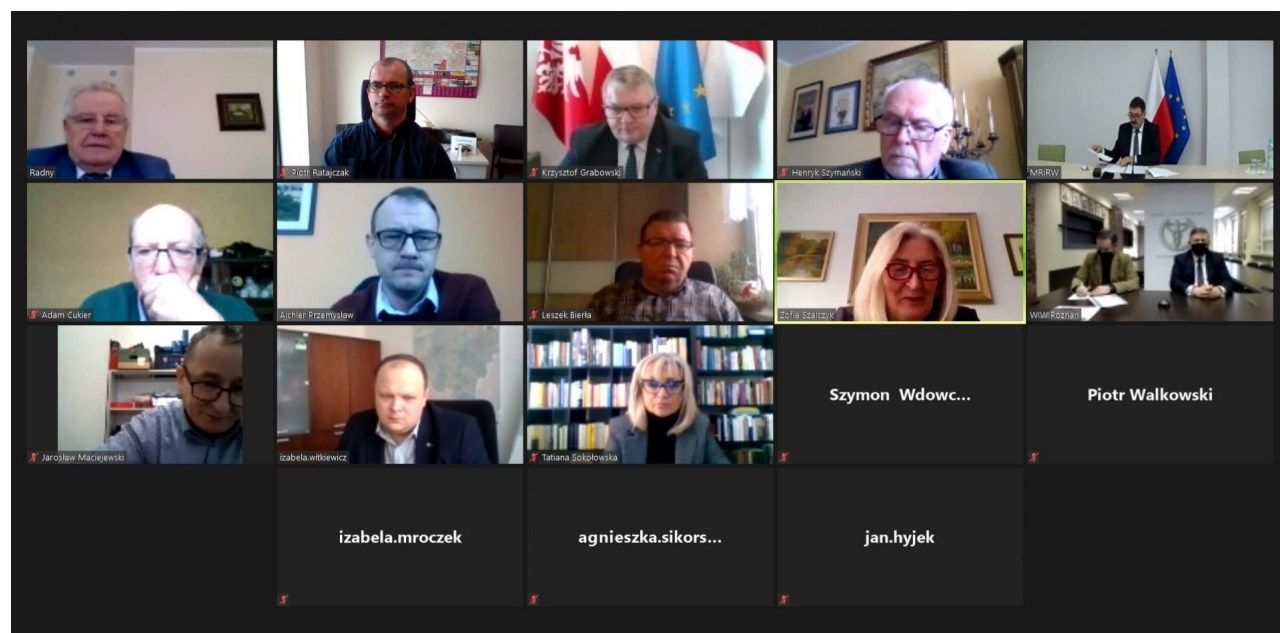 Radny
Piotr Ratajczak
Krzysztof Grabowski
Henryk Szymański
MRiRW
Adam Cukier
Ajchler Przemysław
Leszek Bierła
Zofia Szalczyk
WIW Poznań
Jarosław Maciejewski
izabela.witkiewicz
Tatiana Sokołowska
Szymon Wdowc...
Piotr Walkowski
izabela.mroczek
agnieszka.sikors...
jan.hyjek